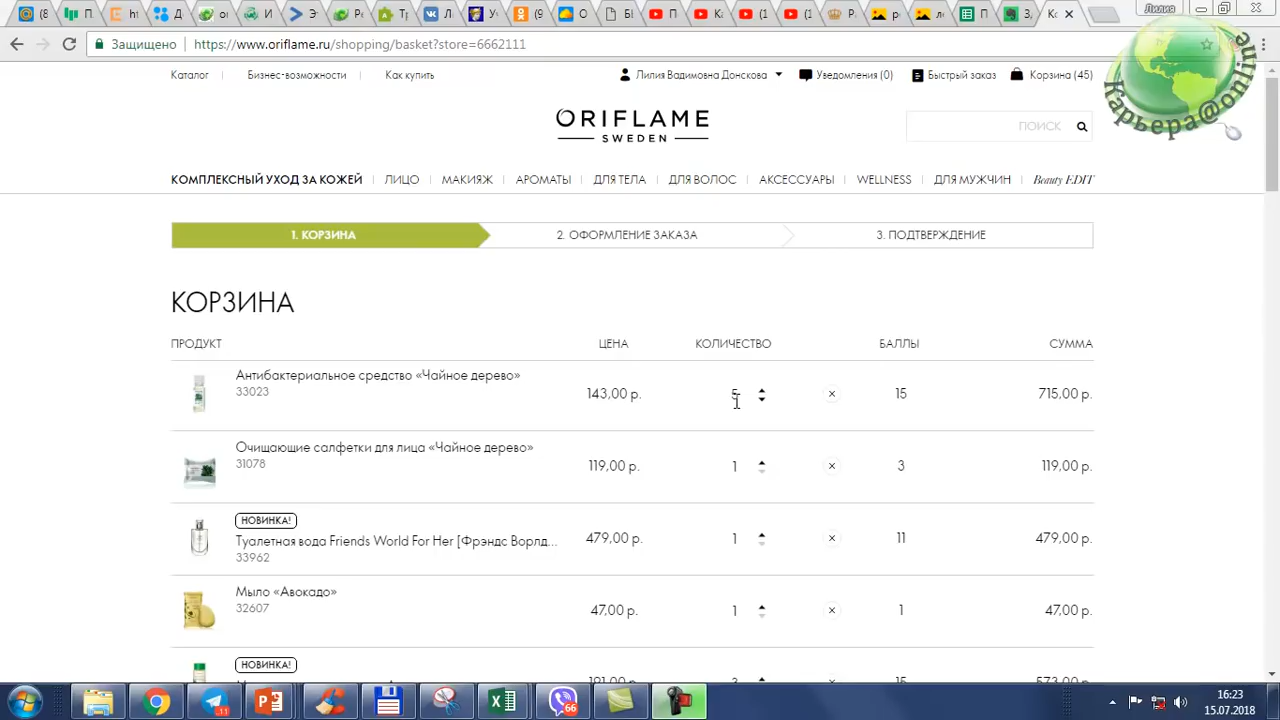 Лилия
Защищено
https://www.oriflame.ru/shopping/basket?store=6662111
Каталог
Бизнес-возможности
Как купить
Лилия Вадимовна Донскова
Уведомления (0)
Быстрый заказ
Корзина (45)
Карьера@online
ORIFLAME
SWEDEN
ПОИСК
КОМПЛЕКСНЫЙ УХОД ЗА КОЖЕЙ
ЛИЦО
МАКИЯЖ
АРОМАТЫ
ДЛЯ ТЕЛА
ДЛЯ ВОЛОС
АКСЕССУАРЫ
WELLNESS
ДЛЯ МУЖЧИН
Beauty EDIT
1. КОРЗИНА
2. ОФОРМЛЕНИЕ ЗАКАЗА
3. ПОДТВЕРЖДЕНИЕ
КОРЗИНА
ПРОДУКТ
ЦЕНА
КОЛИЧЕСТВО
БАЛЛЫ
СУММА
Антибактериальное средство «Чайное дерево»
33023
143,00 р.
5
15
715,00 р.
Очищающие салфетки для лица «Чайное дерево»
31078
119,00 р.
1
3
119,00 р.
НОВИНКА!
Туалетная вода Friends World For Her [Фрэндс Ворлд...
33962
479,00 р.
1
11
479,00 р.
Мыло «Авокадо»
32607
47,00 р.
1
1
47,00 р.
НОВИНКА!
16:23
15.07.2018